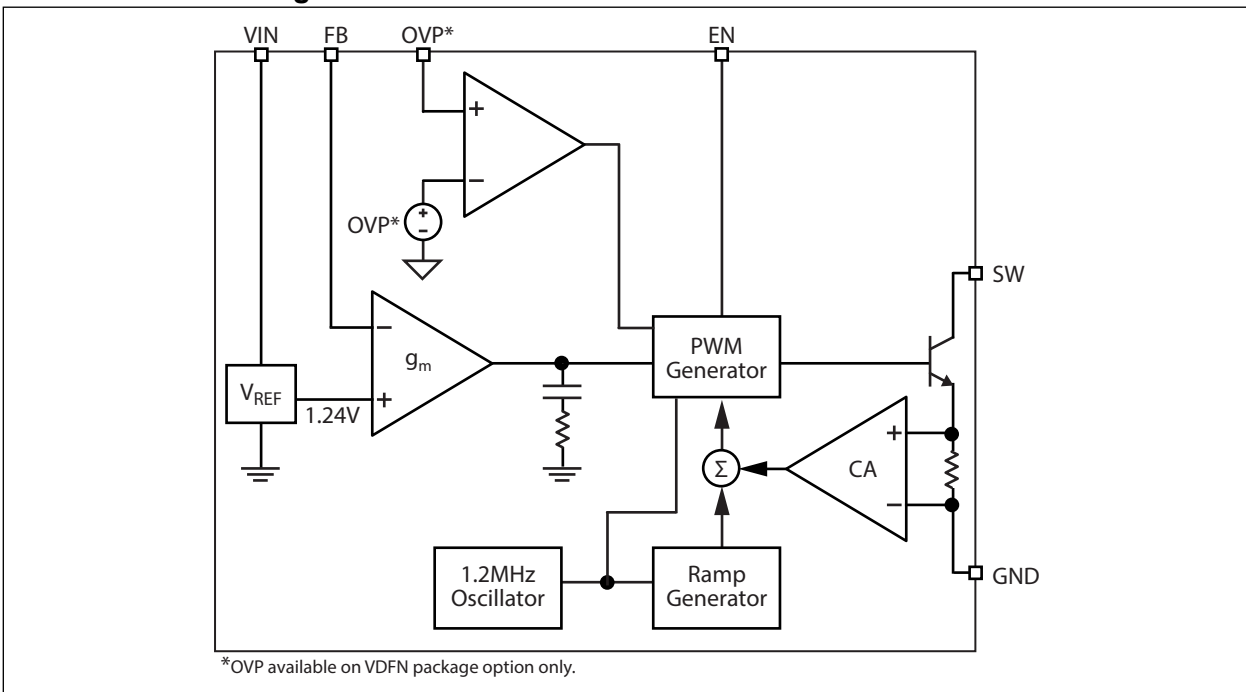 VIN
FB
OVP*
EN
+
−
OVP*
+
−
SW
−
gm
+
VREF
1.24V
PWM
Generator
+
CA
−
Σ
1.2MHz
Oscillator
Ramp
Generator
GND
*OVP available on VDFN package option only.